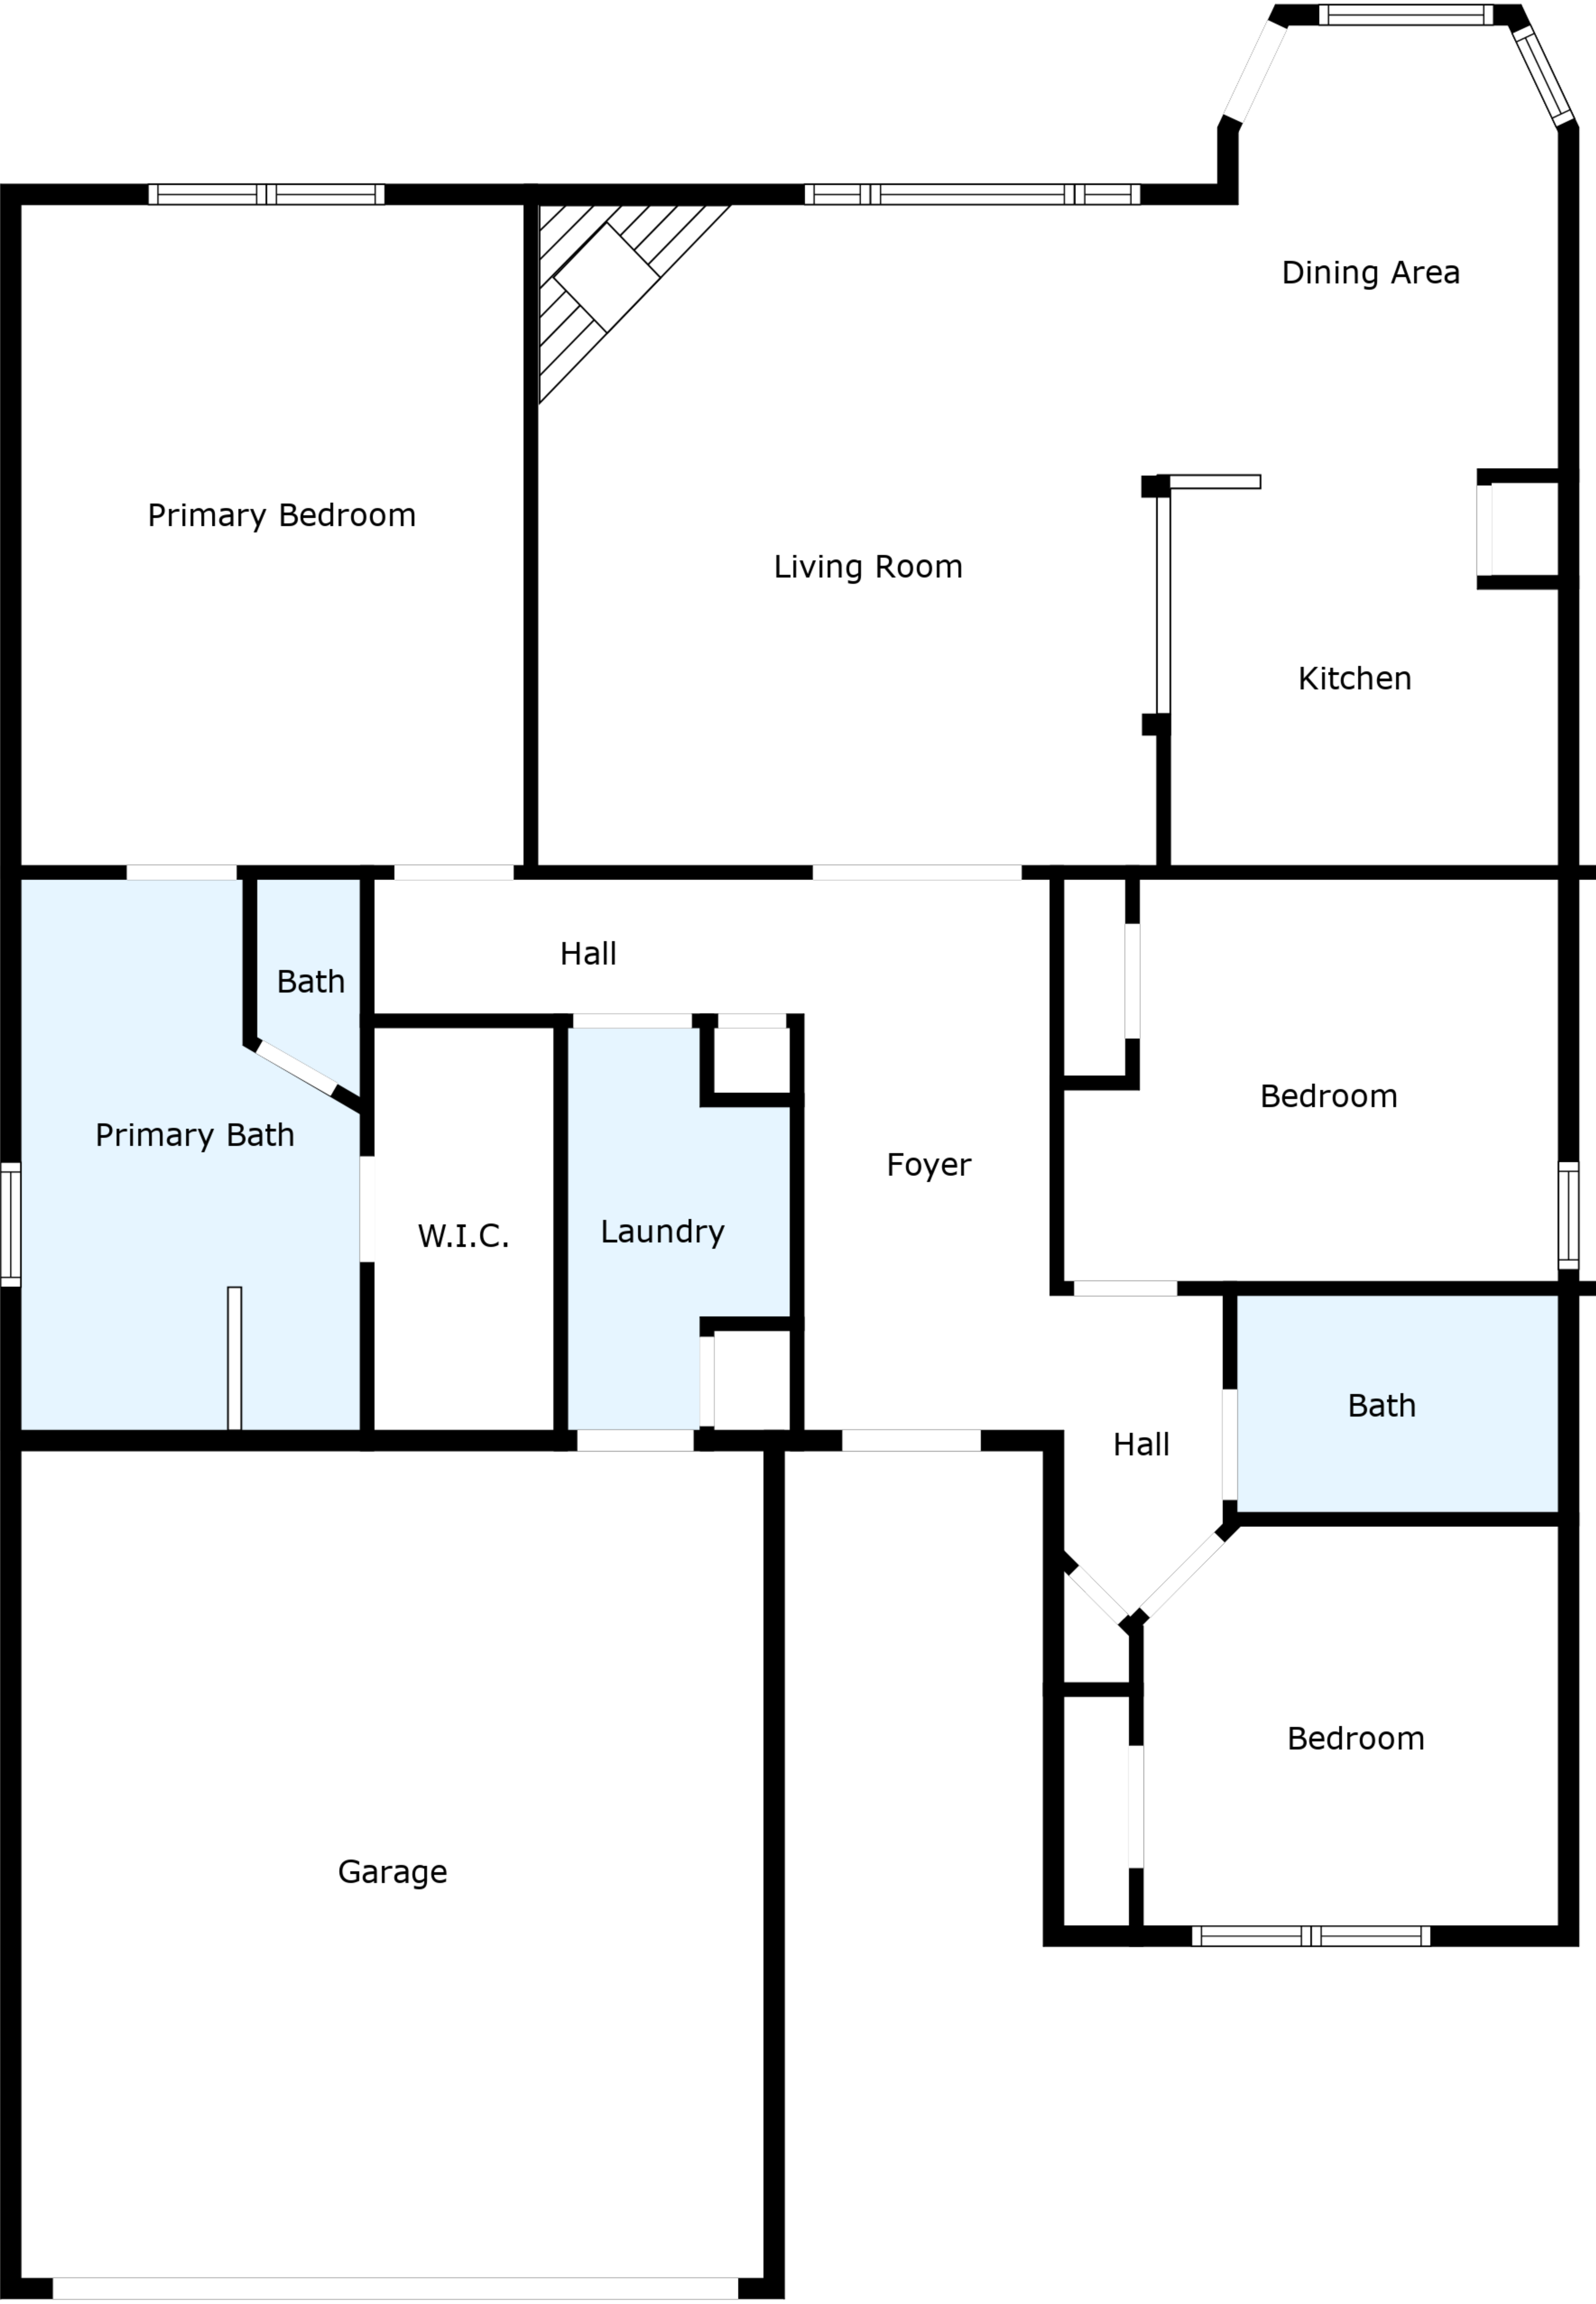 Dining Area
Primary Bedroom
Living Room
Kitchen
Hall
Bath
Bedroom
Primary Bath
Foyer
Laundry
W.I.C.
Bath
Hall
Bedroom
Garage